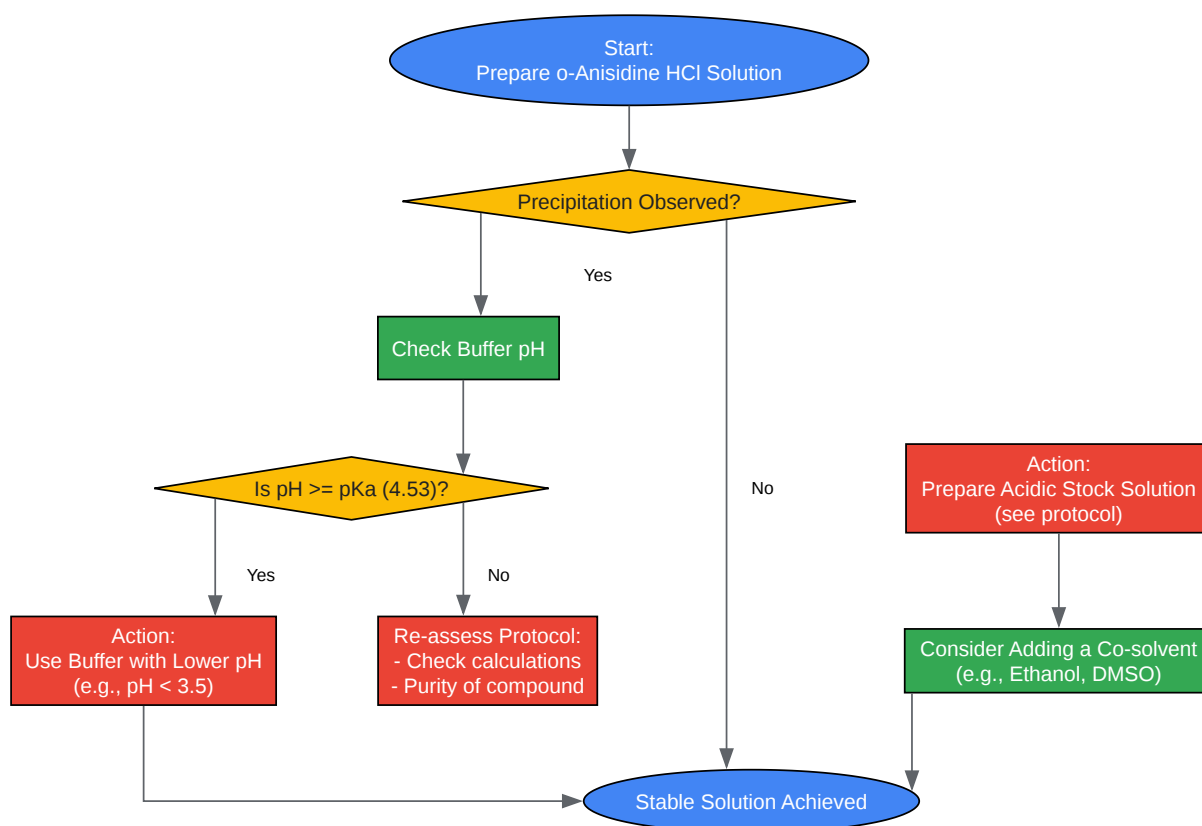 Start:
Prepare o-Anisidine HCl Solution
Precipitation Observed?
Yes
Check Buffer pH
Is pH >= pKa (4.53)?
No
Action:
Prepare Acidic Stock Solution
(see protocol)
Yes
No
Action:
Use Buffer with Lower pH
(e.g., pH < 3.5)
Re-assess Protocol:
- Check calculations
- Purity of compound
Consider Adding a Co-solvent
(e.g., Ethanol, DMSO)
Stable Solution Achieved